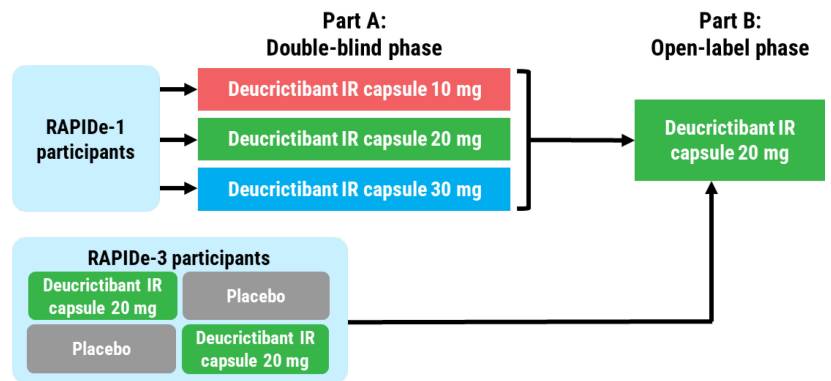 Part A:
Double-blind phase
Part B:
Open-label phase
RAPIDe-1
participants
Deucrictibant IR capsule 10 mg
Deucrictibant IR capsule 20 mg
Deucrictibant IR capsule 30 mg
Deucrictibant IR
capsule 20 mg
RAPIDe-3 participants
Deucrictibant IR
capsule 20 mg
Placebo
Placebo
Deucrictibant IR
capsule 20 mg